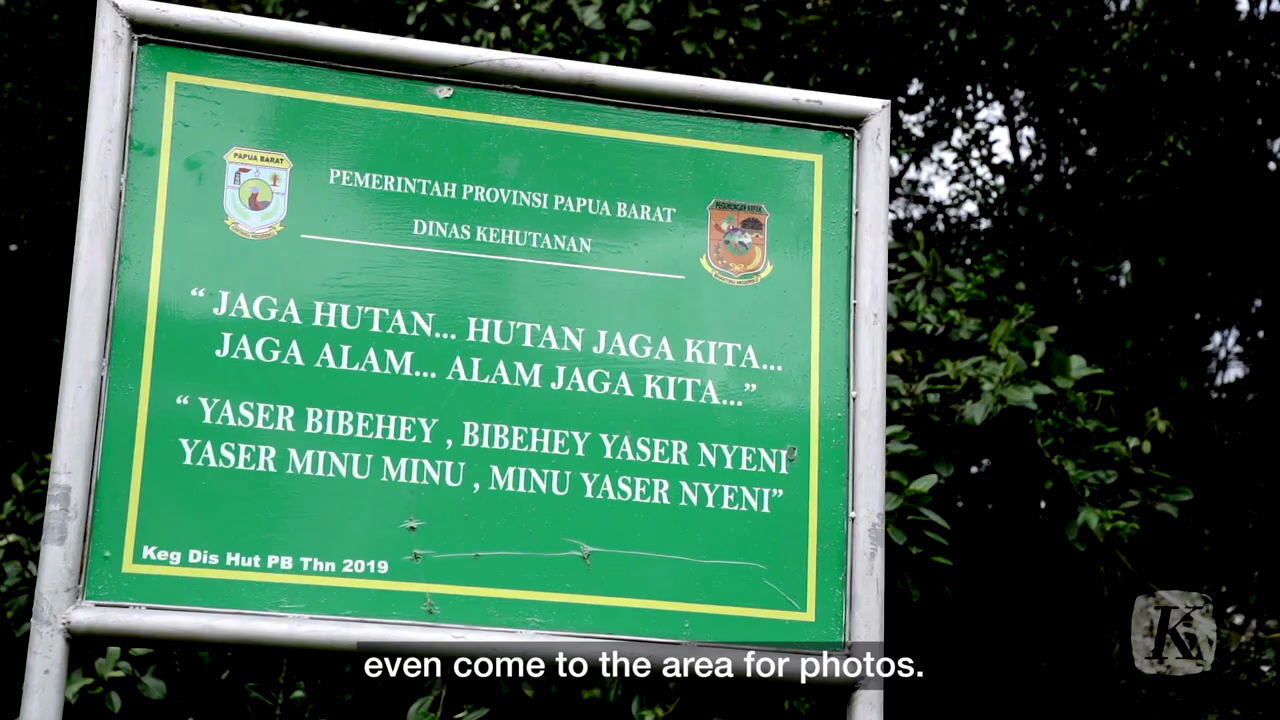 PAPUA BARAT
PEMERINTAH PROVINSI PAPUA BARAT
DINAS KEHUTANAN
PEGUNUNGAN ARFAK
“ JAGA HUTAN... HUTAN JAGA KITA...
JAGA ALAM... ALAM JAGA KITA...”
“ YASER BIBEHEY , BIBEHEY YASER NYENI
YASER MINU MINU , MINU YASER NYENI”
Keg Dis Hut PB Thn 2019
even come to the area for photos.
K